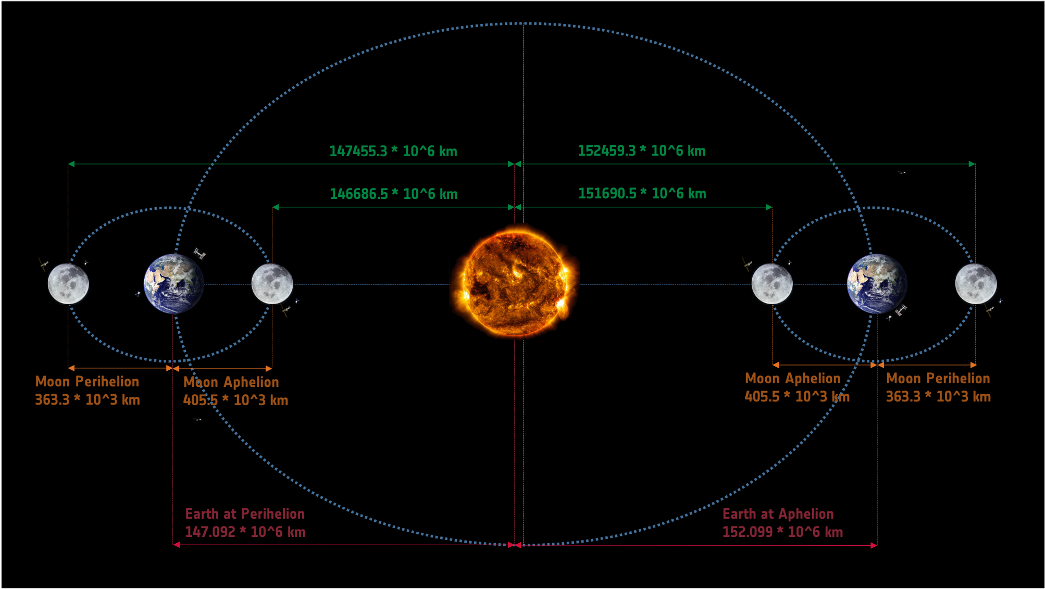 147455.3 * 10^6 km
152459.3 * 10^6 km
146686.5 * 10^6 km
151690.5 * 10^6 km
Moon Perihelion
363.3 * 10^3 km
Moon Aphelion
405.5 * 10^3 km
Moon Aphelion
405.5 * 10^3 km
Moon Perihelion
363.3 * 10^3 km
Earth at Perihelion
147.092 * 10^6 km
Earth at Aphelion
152.099 * 10^6 km